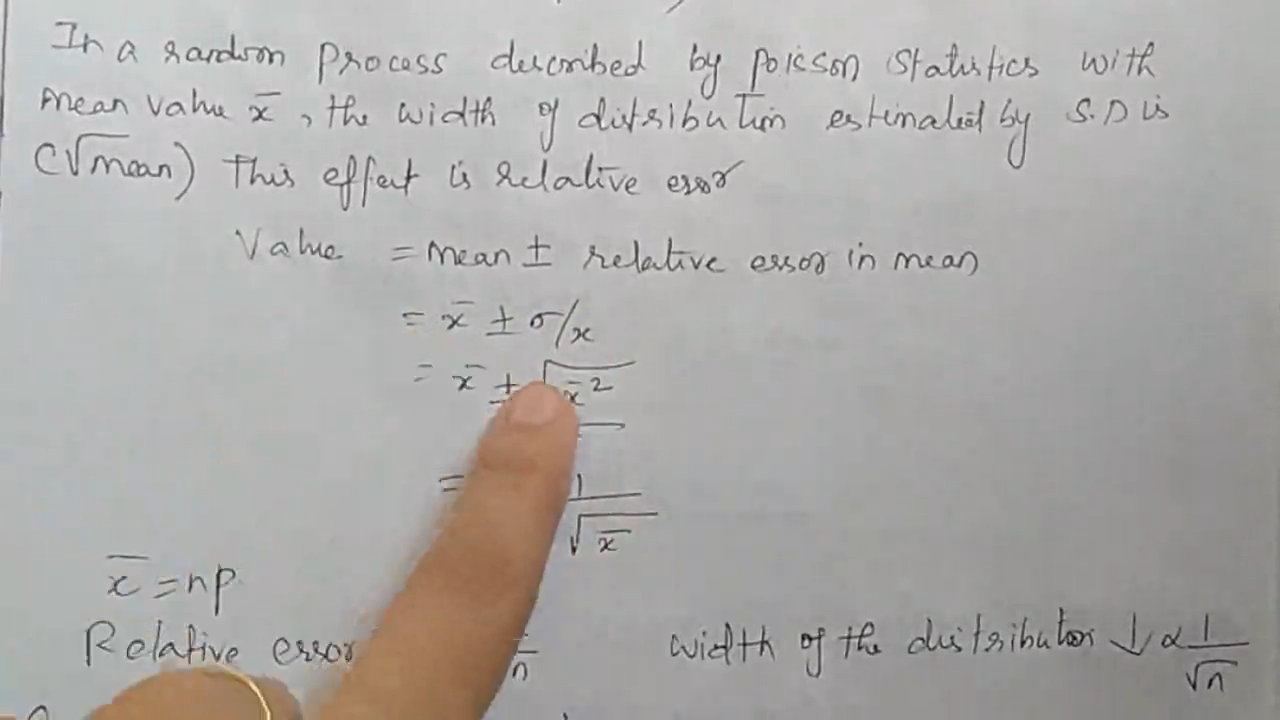 In a random process described by poisson statistics with
mean value x̄, the width of distribution estimated by S.D is
(√mean) This effect is relative error
Value = mean ± relative error in mean
= x̄ ± σ/x
= x̄ ± √x̄²
= 1/√x̄
x̄ = np
Relative error n width of the distribution ↓ ∝ 1/√n